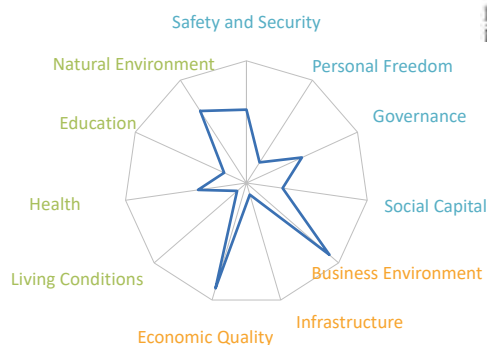 Safety and Security
Natural Environment
Personal Freedom
Education
Governance
Health
Social Capital
Living Conditions
Business Environment
Economic Quality
Infrastructure